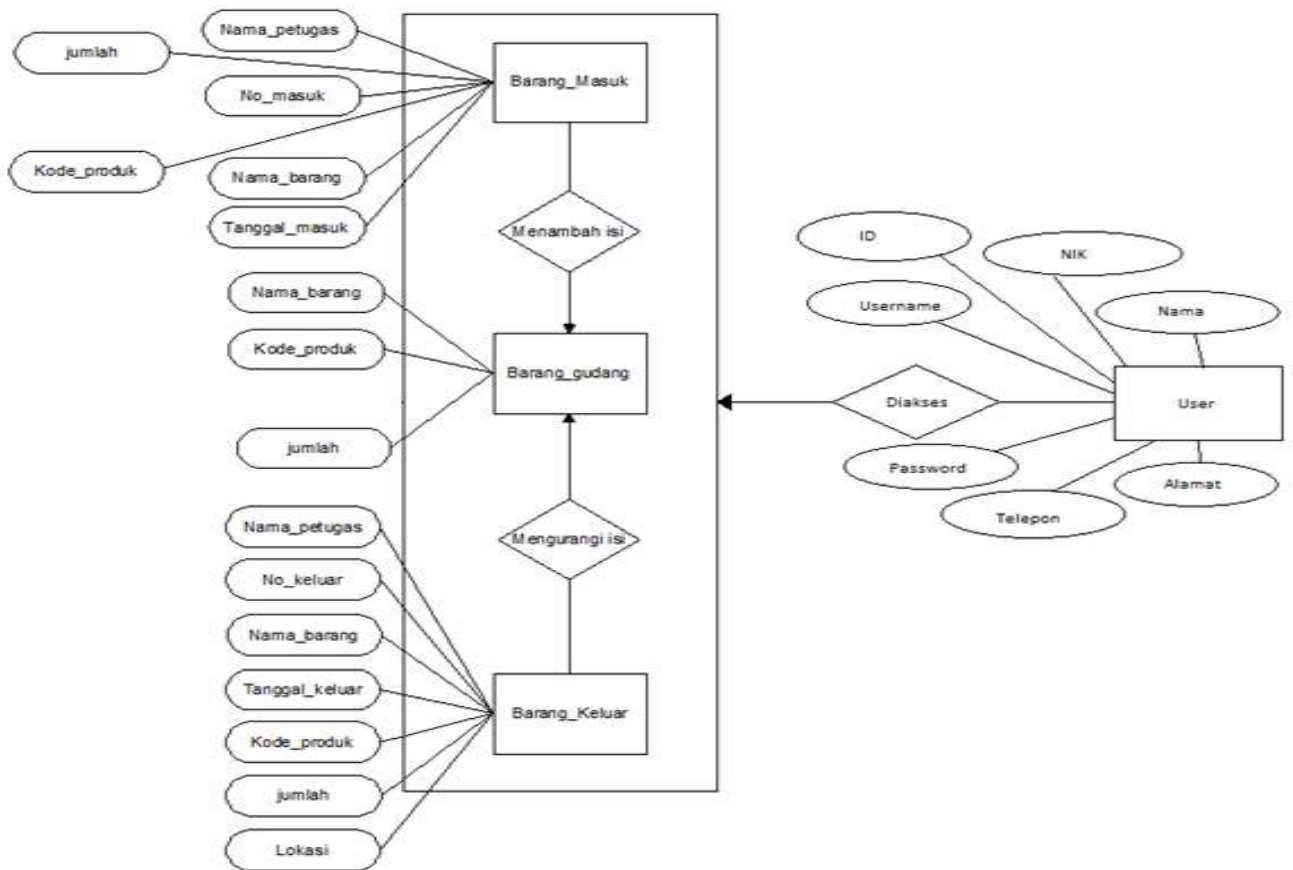 Nama_petugas
jumlah
No_masuk
Kode_produk
Nama_barang
Tanggal_masuk
Barang_Masuk
Menambah isi
Nama_barang
Kode_produk
jumlah
Barang_gudang
Mengurangi isi
Nama_petugas
No_keluar
Nama_barang
Tanggal_keluar
Kode_produk
jumlah
Lokasi
Barang_Keluar
ID
NIK
Username
Nama
Diakses
User
Password
Alamat
Telepon